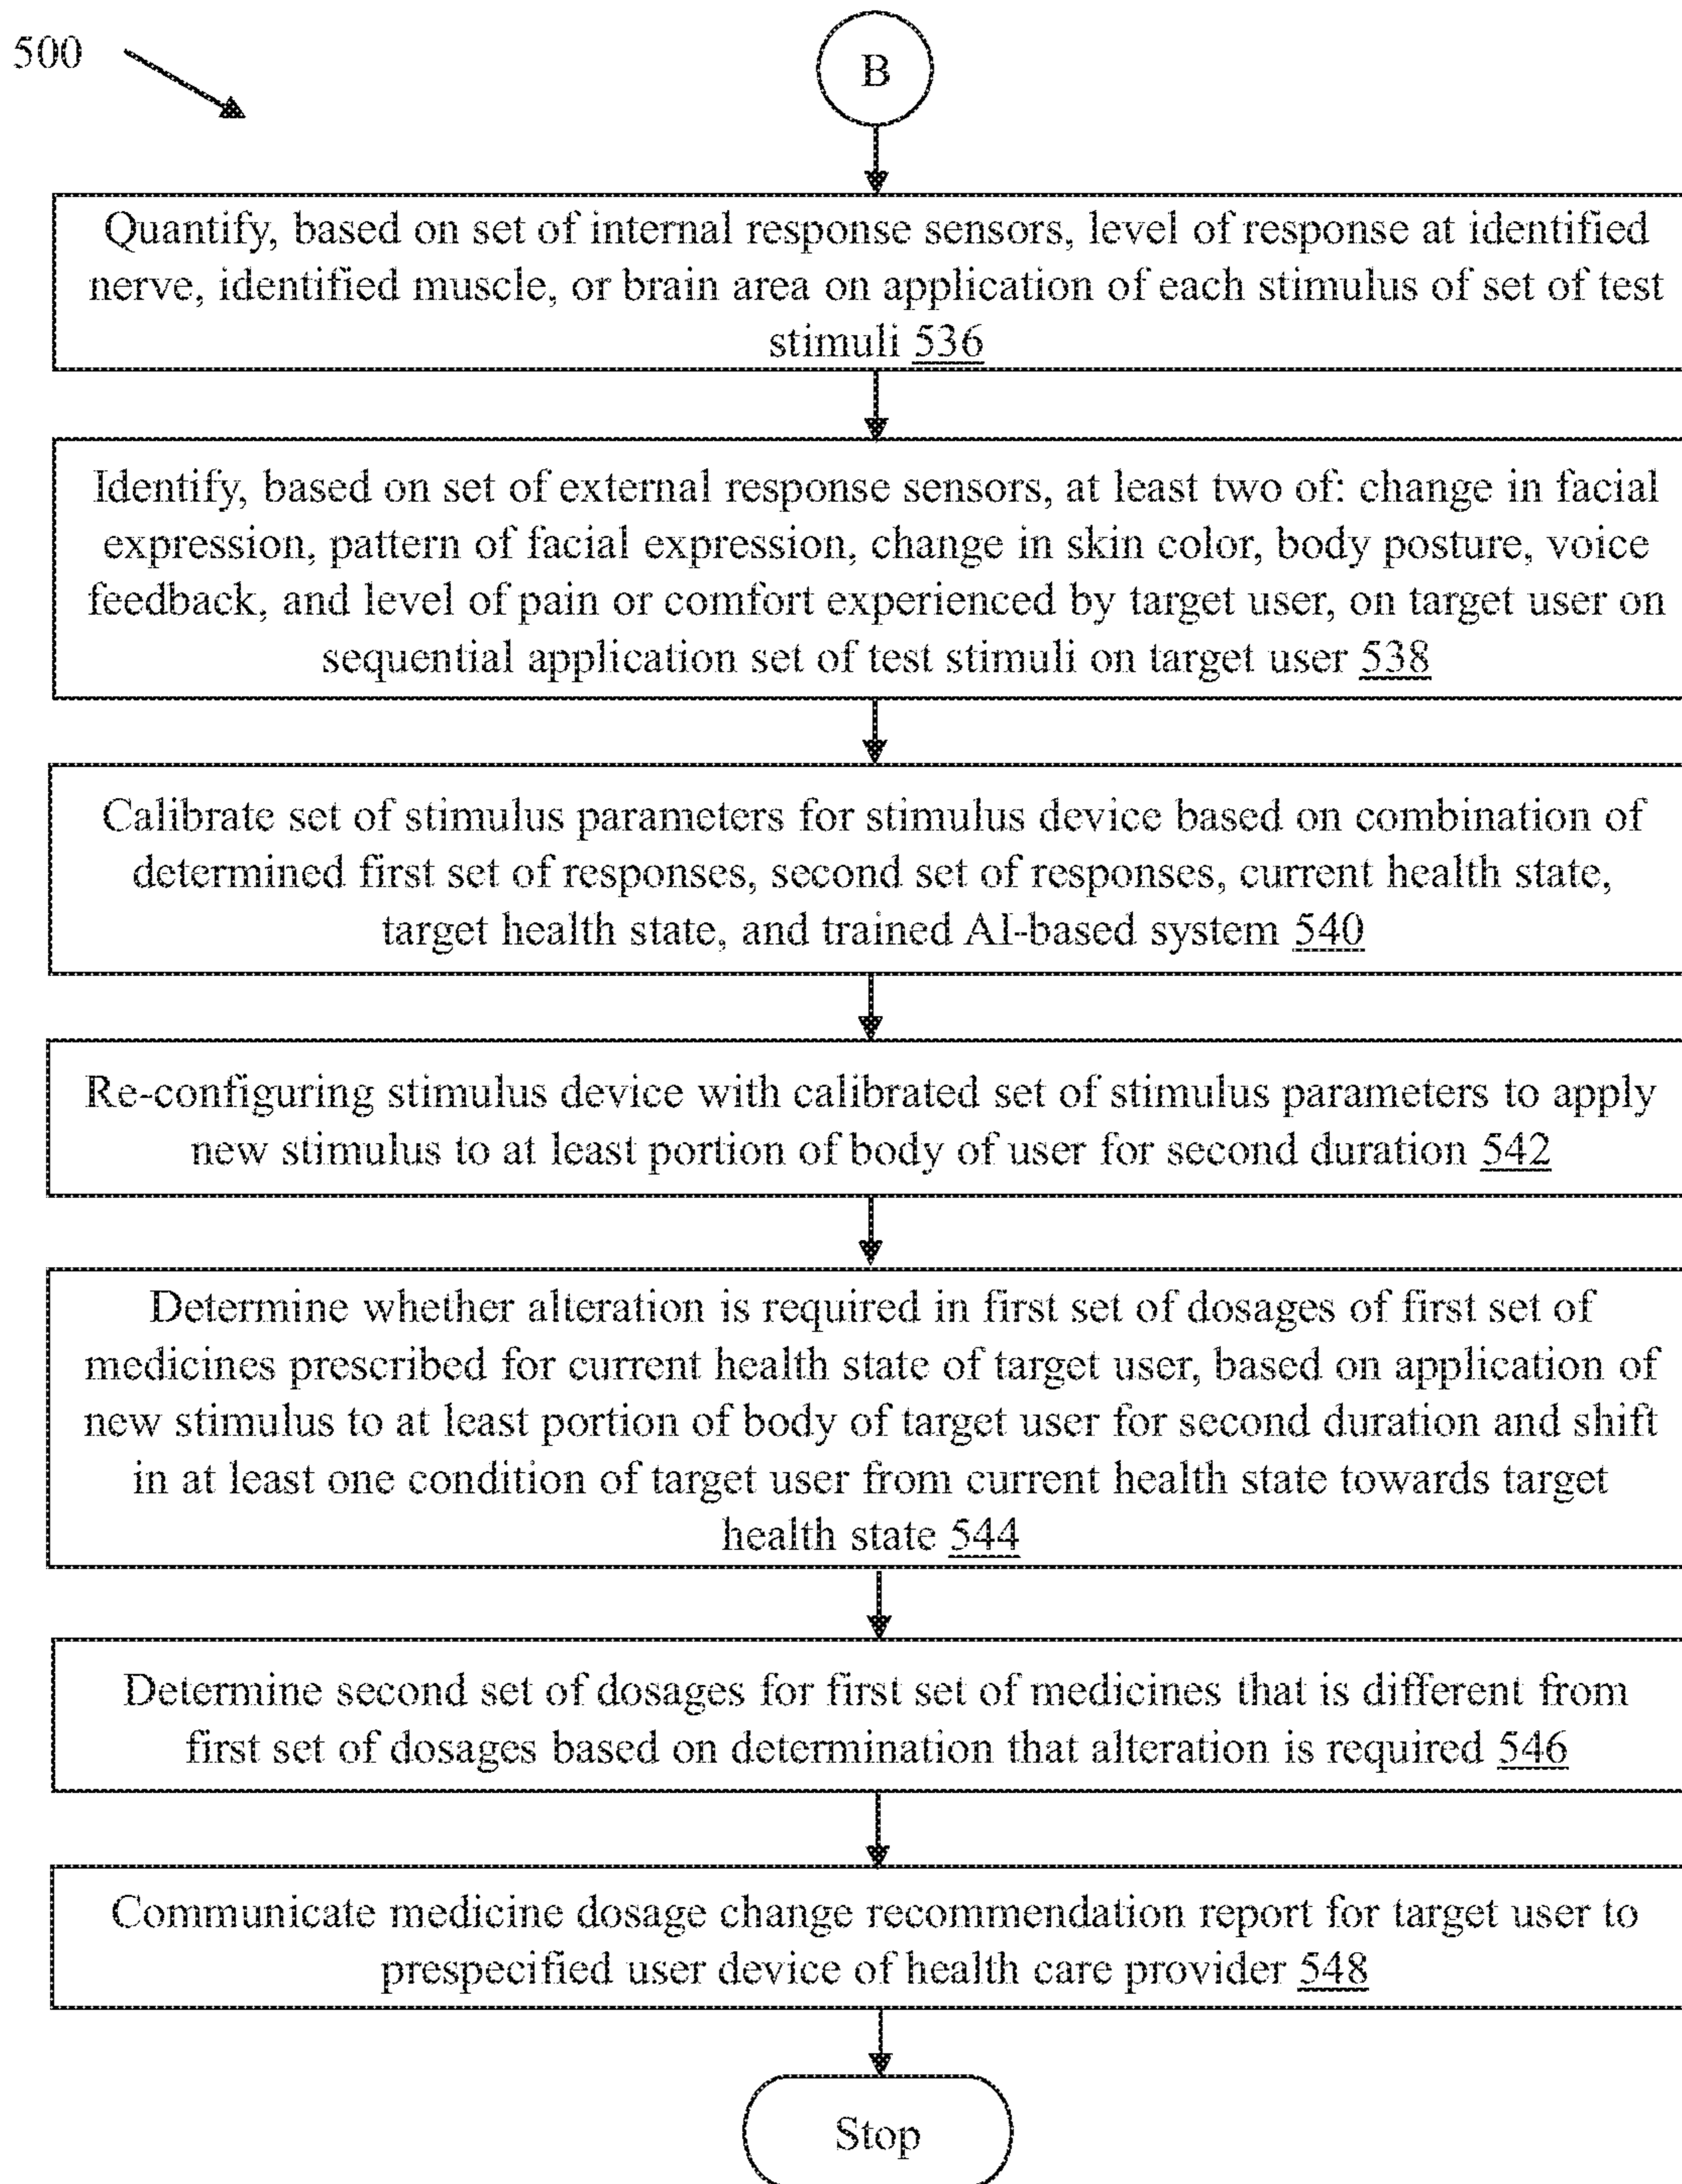 500
B
Quantify, based on set of internal response sensors, level of response at identified
nerve, identified muscle, or brain area on application of each stimulus of set of test
stimuli 536
Identify, based on set of external response sensors, at least two of: change in facial
expression, pattern of facial expression, change in skin color, body posture, voice
feedback, and level of pain or comfort experienced by target user, on target user on
sequential application set of test stimuli on target user 538
Calibrate set of stimulus parameters for stimulus device based on combination of
determined first set of responses, second set of responses, current health state,
target health state, and trained AI-based system 540
Re-configuring stimulus device with calibrated set of stimulus parameters to apply
new stimulus to at least portion of body of user for second duration 542
Determine whether alteration is required in first set of dosages of first set of
medicines prescribed for current health state of target user, based on application of
new stimulus to at least portion of body of target user for second duration and shift
in at least one condition of target user from current health state towards target
health state 544
Determine second set of dosages for first set of medicines that is different from
first set of dosages based on determination that alteration is required 546
Communicate medicine dosage change recommendation report for target user to
prespecified user device of health care provider 548
Stop